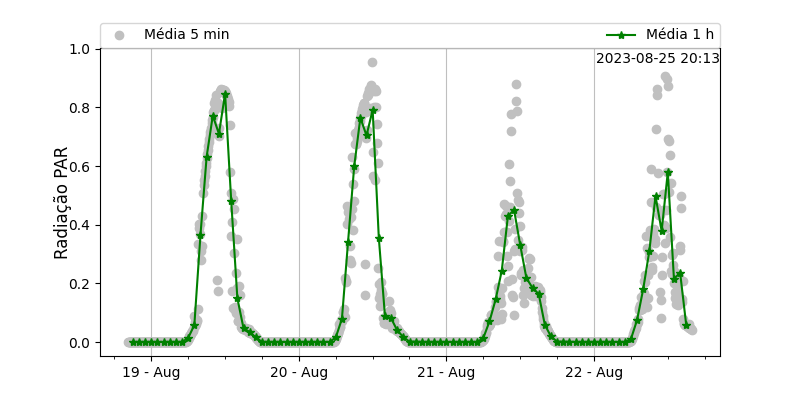 Média 5 min
Média 1 h
2023-08-25 20:13
1.0
0.8
0.6
0.4
0.2
0.0
Radiação PAR
19 - Aug
20 - Aug
21 - Aug
22 - Aug